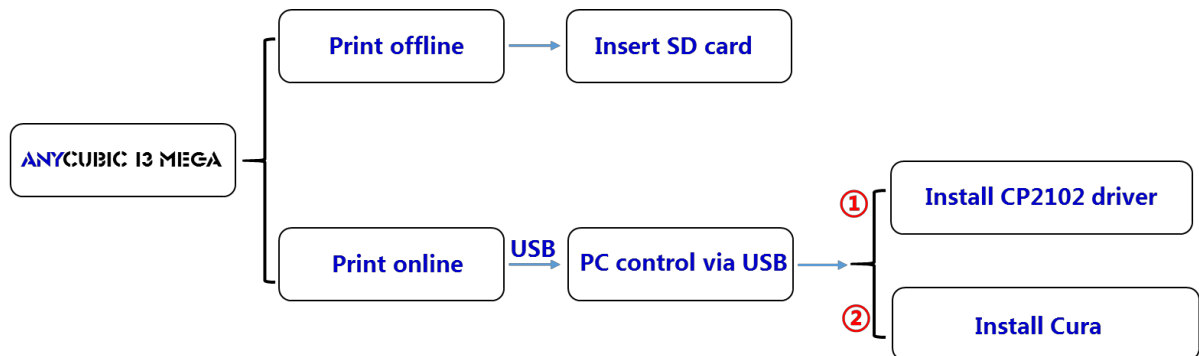 Print offline
Insert SD card
ANYCUBIC I3 MEGA
① Install CP2102 driver
Print online
USB
PC control via USB
② Install Cura